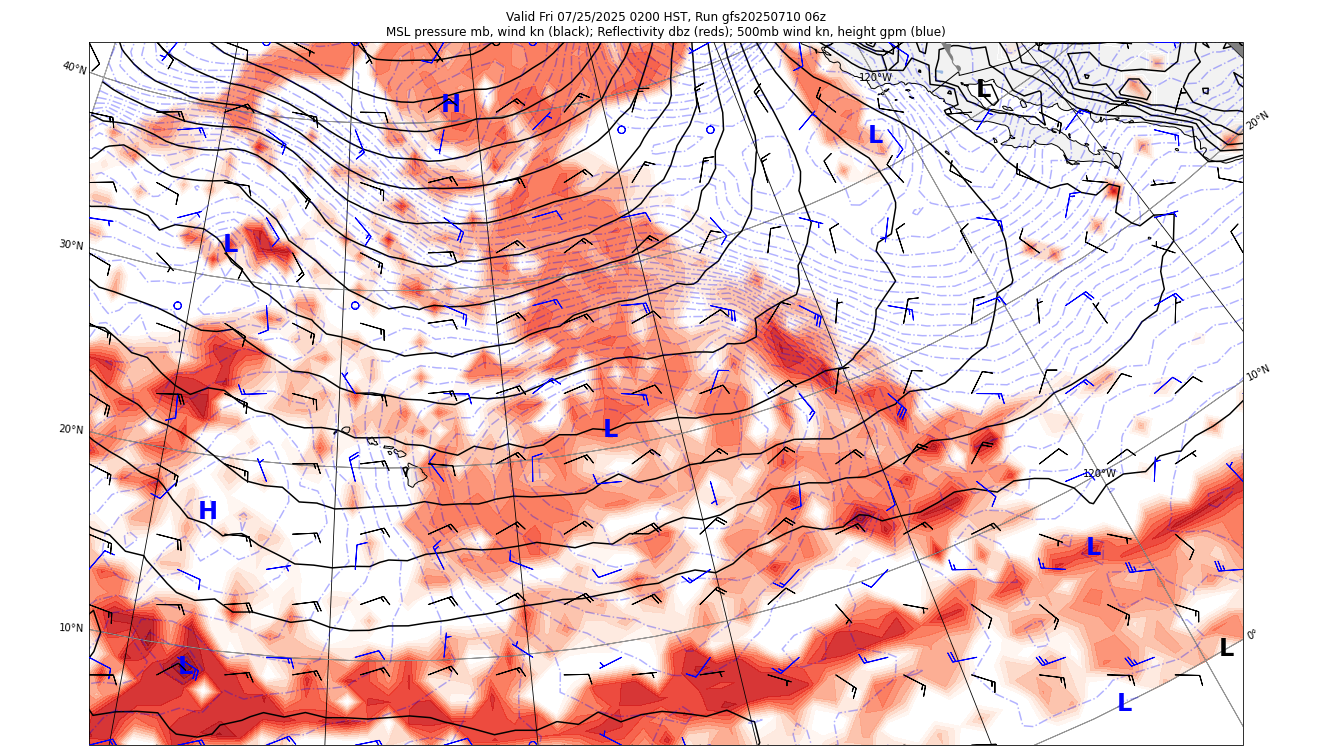 Valid Fri 07/25/2025 0200 HST, Run gfs20250710 06z
MSL pressure mb, wind kn (black); Reflectivity dbz (reds); 500mb wind kn, height gpm (blue)
40°N
120°W
L
H
20°N
L
30°N
L
10°N
20°N
L
120°W
H
L
10°N
0°
L
L
L